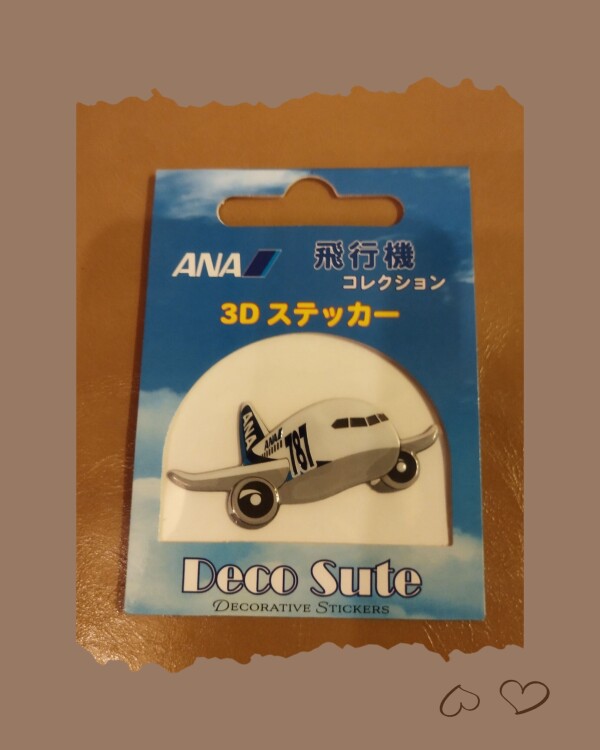 ANA
飛行機
コレクション
3D ステッカー
ANA
ANA
787
Deco Sute
DECORATIVE STICKERS